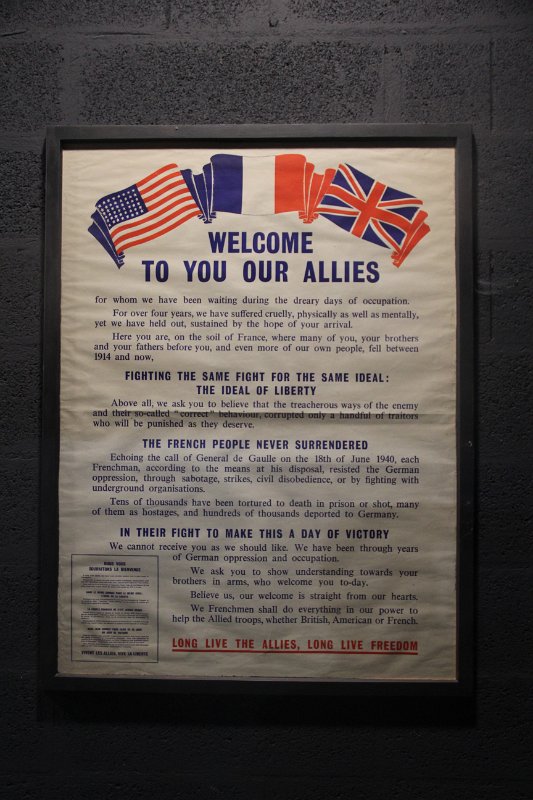 WELCOME
TO YOU OUR ALLIES
for whom we have been waiting during the dreary days of occupation.
For over four years, we have suffered cruelly, physically as well as mentally,
yet we have held out, sustained by the hope of your arrival.
Here you are, on the soil of France, where many of you, your brothers
and your fathers before you, and even more of our own people, fell between
1914 and now,
FIGHTING THE SAME FIGHT FOR THE SAME IDEAL:
THE IDEAL OF LIBERTY
Above all, we ask you to believe that the treacherous ways of the enemy
and their so-called "correct" behaviour, corrupted only a handful of traitors
who will be punished as they deserve.
THE FRENCH PEOPLE NEVER SURRENDERED
Echoing the call of General de Gaulle on the 18th of June 1940, each
Frenchman, according to the means at his disposal, resisted the German
oppression, through sabotage, strikes, civil disobedience, or by fighting with
underground organisations.
Tens of thousands have been tortured to death in prison or shot, many
of them as hostages, and hundreds of thousands deported to Germany.
IN THEIR FIGHT TO MAKE THIS A DAY OF VICTORY
We cannot receive you as we should like. We have been through years
of German oppression and occupation.
We ask you to show understanding towards your
brothers in arms, who welcome you to-day.
Believe us, our welcome is straight from our hearts.
We Frenchmen shall do everything in our power to
help the Allied troops, whether British, American or French.
LONG LIVE THE ALLIES, LONG LIVE FREEDOM
NOUS VOUS
SOUHAITONS LA BIENVENUE
VIVENT LES ALLIES, VIVE LA LIBERTE